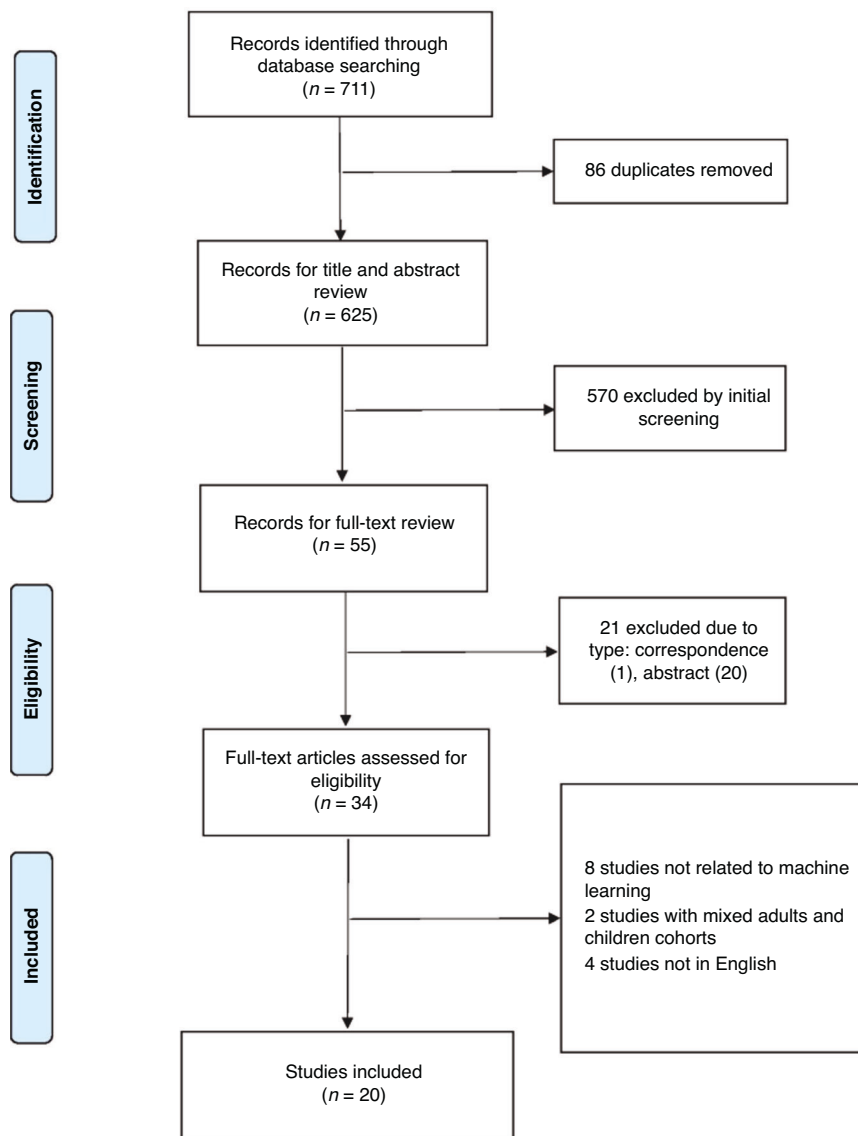 Identification
Records identified through
database searching
(n = 711)
86 duplicates removed
Records for title and abstract
review
(n = 625)
Screening
570 excluded by initial
screening
Records for full-text review
(n = 55)
Eligibility
21 excluded due to
type: correspondence
(1), abstract (20)
Full-text articles assessed for
eligibility
(n = 34)
Included
8 studies not related to machine
learning
2 studies with mixed adults and
children cohorts
4 studies not in English
Studies included
(n = 20)